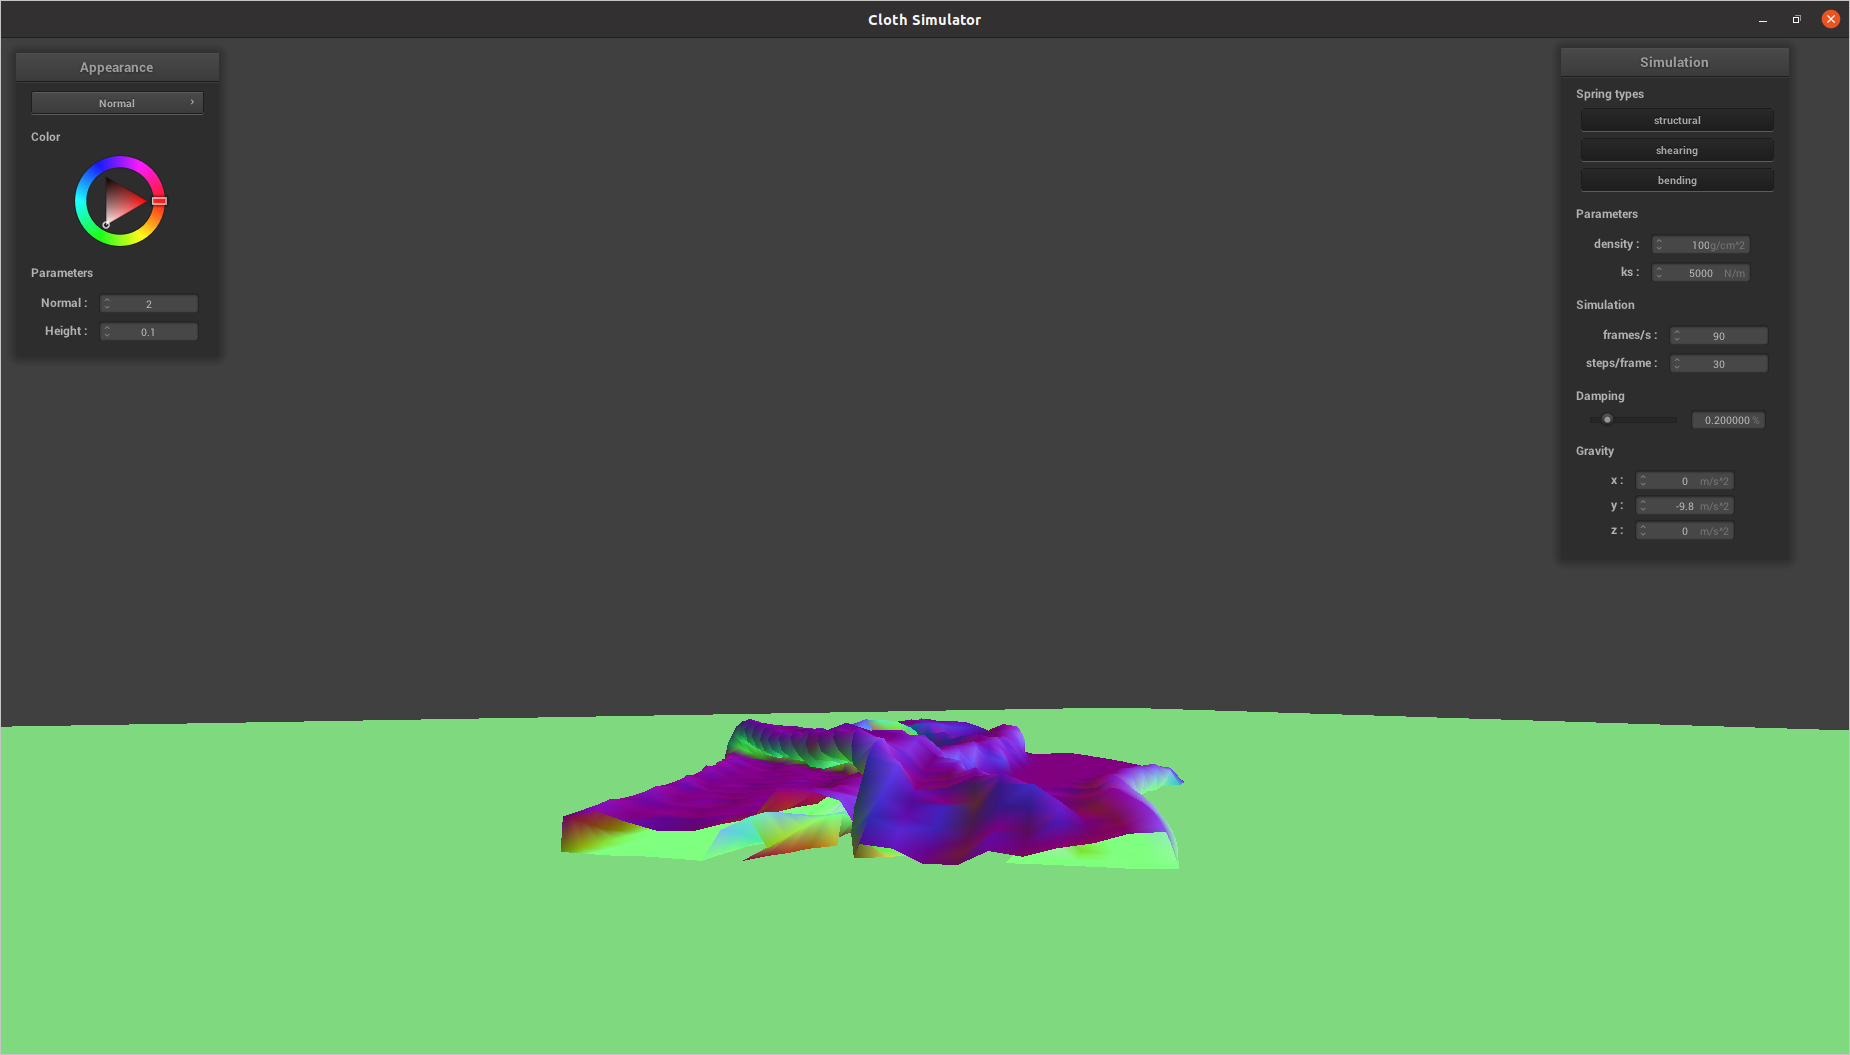 Cloth Simulator
Appearance
Normal
Color
Parameters
Normal : 2
Height : 0.1
Simulation
Spring types
structural
shearing
bending
Parameters
density : 100 g/cm^2
ks : 5000 N/m
Simulation
frames/s : 90
steps/frame : 30
Damping
0.200000 %
Gravity
x : 0 m/s^2
y : -9.8 m/s^2
z : 0 m/s^2